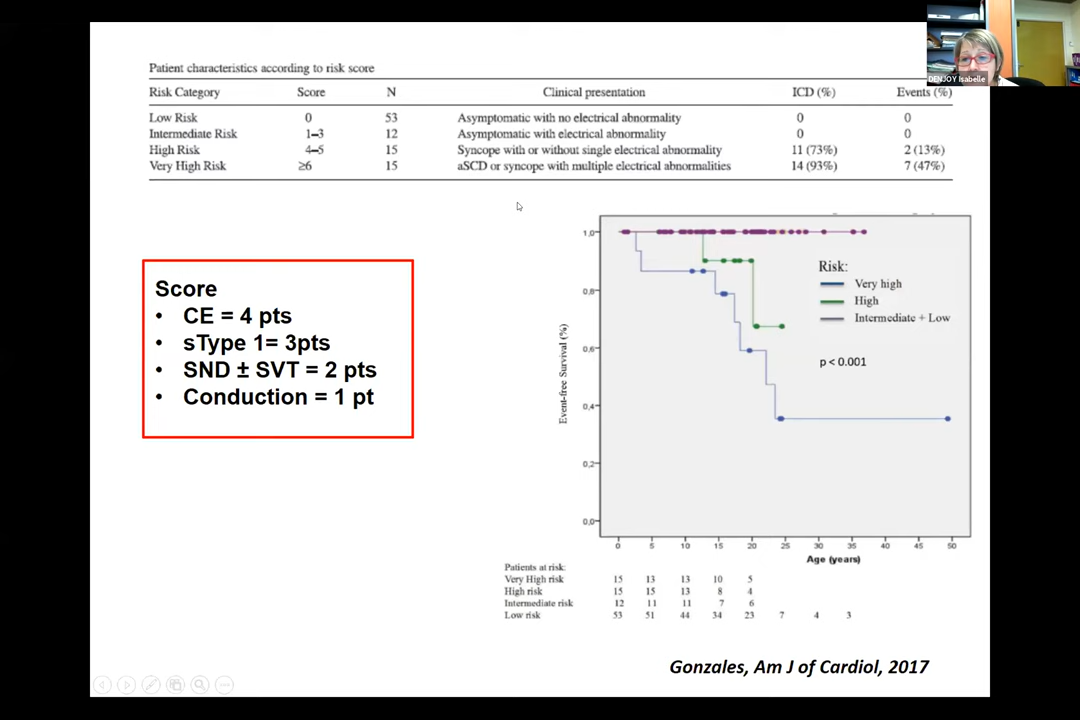 DENJOY Isabelle
Patient characteristics according to risk score
Risk Category Score N Clinical presentation ICD (%) Events (%)
Low Risk 0 53 Asymptomatic with no electrical abnormality 0 0
Intermediate Risk 1–3 12 Asymptomatic with electrical abnormality 0 0
High Risk 4–5 15 Syncope with or without single electrical abnormality 11 (73%) 2 (13%)
Very High Risk ≥6 15 aSCD or syncope with multiple electrical abnormalities 14 (93%) 7 (47%)
Score
• CE = 4 pts
• sType 1= 3pts
• SND ± SVT = 2 pts
• Conduction = 1 pt
Event-free Survival (%)
1,0
0,8
0,6
0,4
0,2
0,0
Risk:
Very high
High
Intermediate + Low
p < 0.001
0 5 10 15 20 25 30 35 40 45 50
Age (years)
Patients at risk:
Very High risk 15 13 13 10 5
High risk 15 15 13 8 4
Intermediate risk 12 11 11 7 6
Low risk 53 51 44 34 23 7 4 3
Gonzales, Am J of Cardiol, 2017